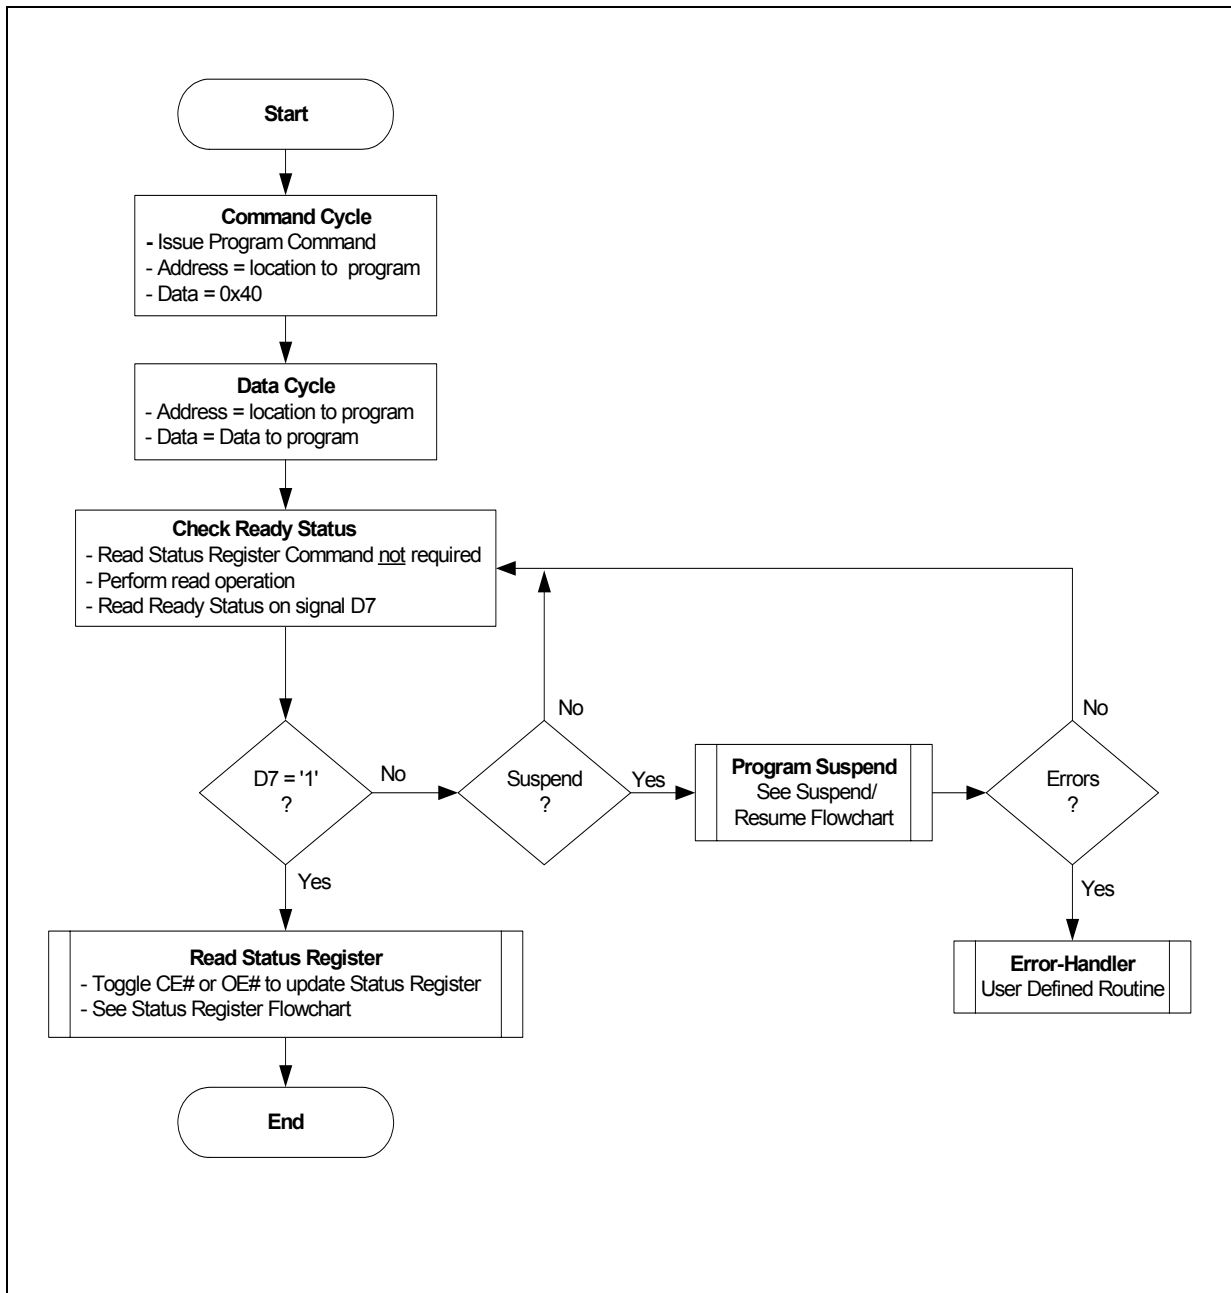 Start
Command Cycle
- Issue Program Command
- Address = location to program
- Data = 0x40
Data Cycle
- Address = location to program
- Data = Data to program
Check Ready Status
- Read Status Register Command not required
- Perform read operation
- Read Ready Status on signal D7
No
No
D7 = '1'
?
No
Suspend
?
Yes
Program Suspend
See Suspend/
Resume Flowchart
Errors
?
Yes
Yes
Read Status Register
- Toggle CE# or OE# to update Status Register
- See Status Register Flowchart
Error-Handler
User Defined Routine
End